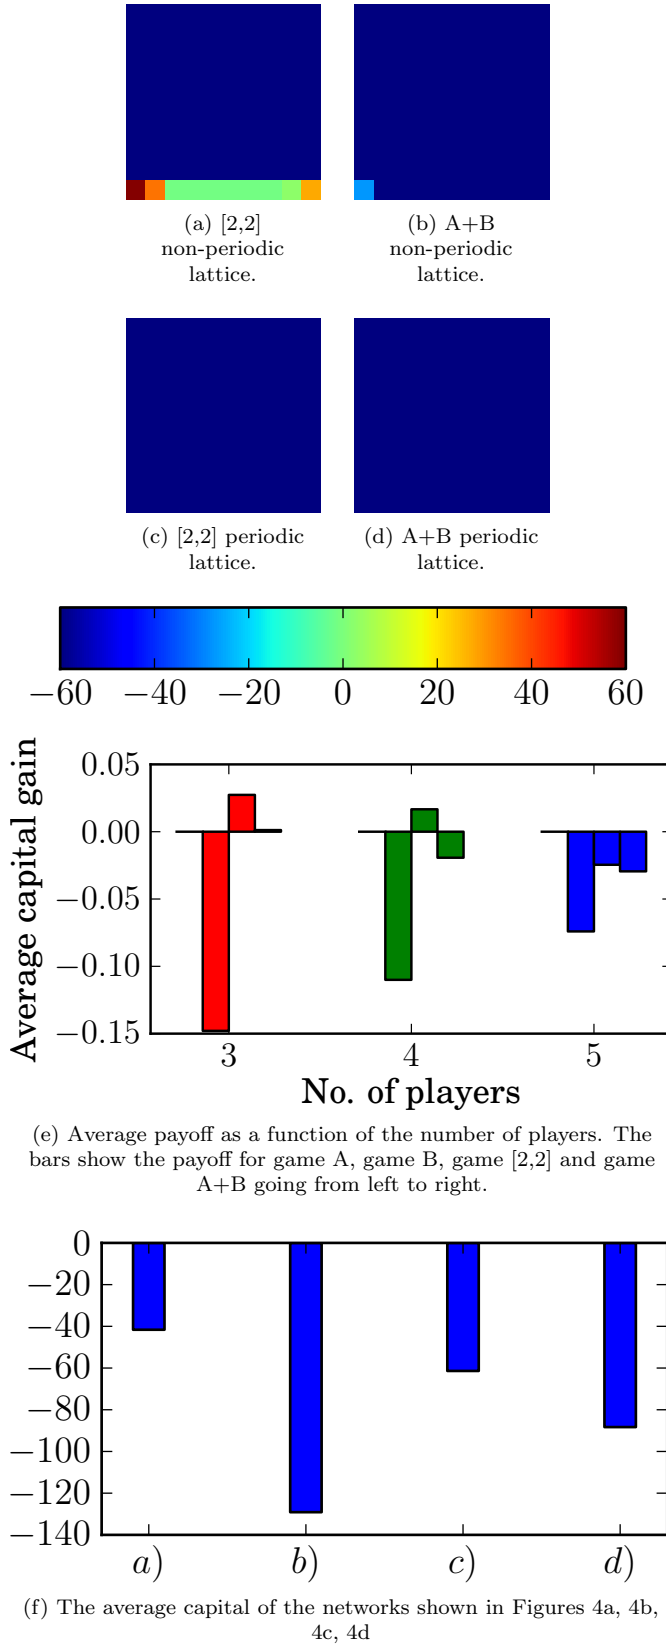 (a) [2,2]
non-periodic
lattice.
(b) A+B
non-periodic
lattice.
(c) [2,2] periodic
lattice.
(d) A+B periodic
lattice.
−60 −40 −20 0 20 40 60
Average capital gain
0.05
0.00
−0.05
−0.10
−0.15
3 4 5
No. of players
(e) Average payoff as a function of the number of players. The
bars show the payoff for game A, game B, game [2,2] and game
A+B going from left to right.
0
−20
−40
−60
−80
−100
−120
−140
a) b) c) d)
(f) The average capital of the networks shown in Figures 4a, 4b,
4c, 4d